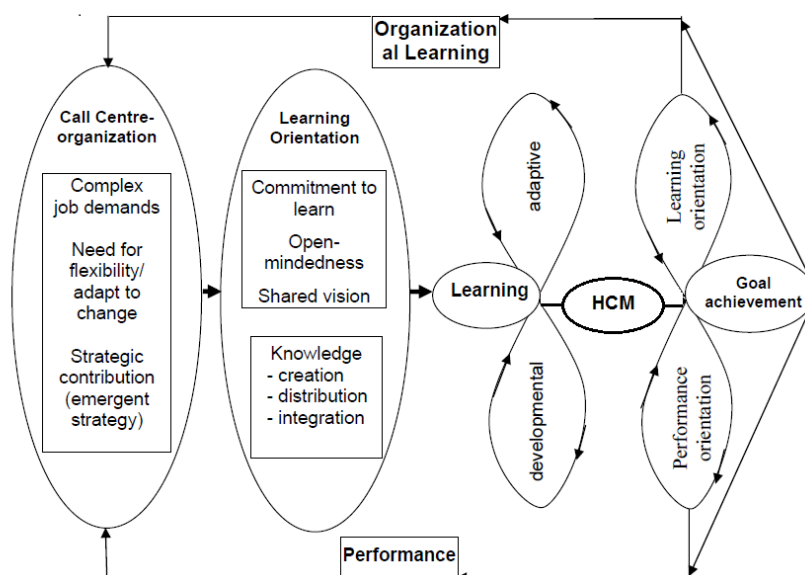 Organization
al Learning
Call Centre-
organization
Complex
job demands
Need for
flexibility/
adapt to
change
Strategic
contribution
(emergent
strategy)
Learning
Orientation
Commitment to
learn
Open-
mindedness
Shared vision
Knowledge
- creation
- distribution
- integration
adaptive
Learning
developmental
HCM
Learning
orientation
Goal
achievement
Performance
orientation
Performance